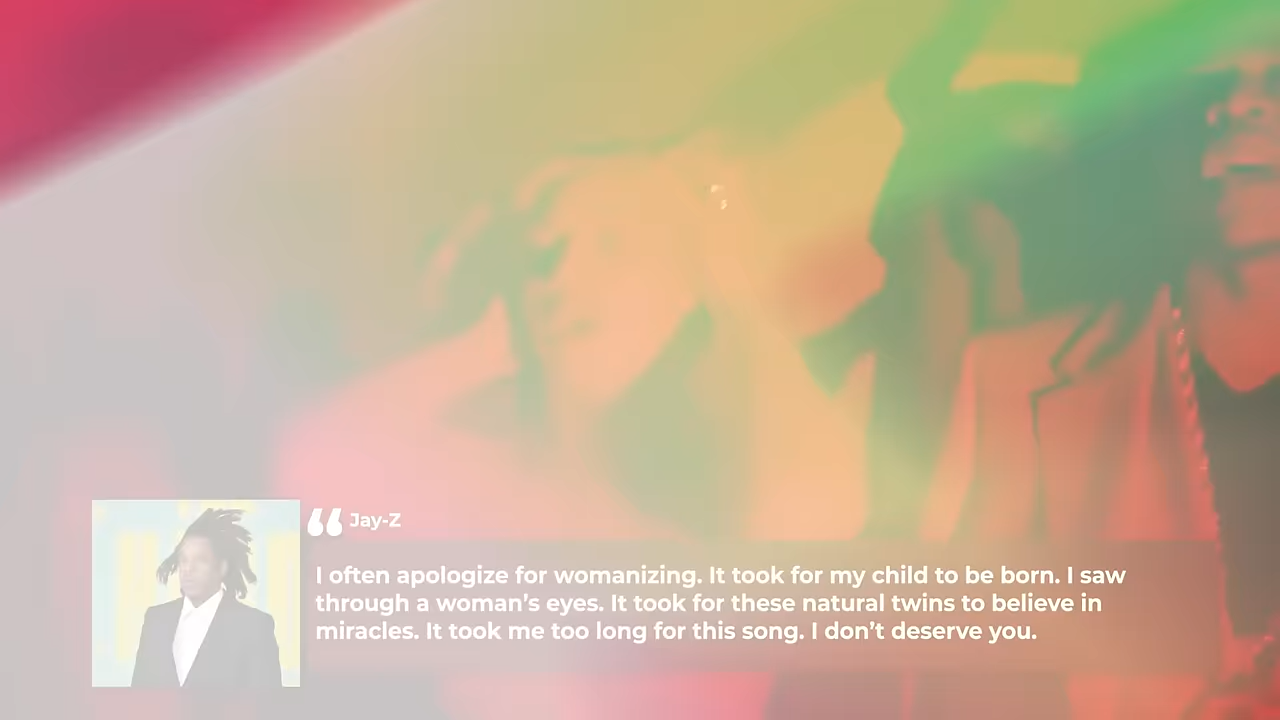 Jay-Z
I often apologize for womanizing. It took for my child to be born. I saw
through a woman’s eyes. It took for these natural twins to believe in
miracles. It took me too long for this song. I don’t deserve you.